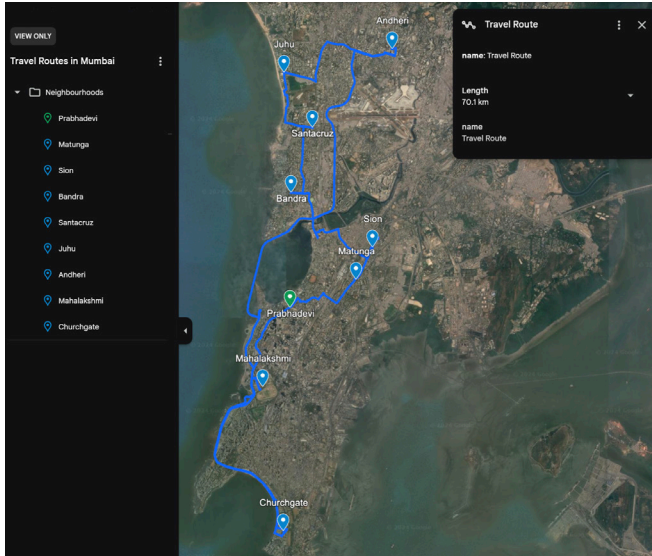 VIEW ONLY
Travel Routes in Mumbai
Neighbourhoods
Prabhadevi
Matunga
Sion
Bandra
Santacruz
Juhu
Andheri
Mahalakshmi
Churchgate
Andheri
Juhu
Santacruz
Bandra
Sion
Matunga
Prabhadevi
Mahalakshmi
Churchgate
Travel Route
name: Travel Route
Length
70.1 km
name
Travel Route